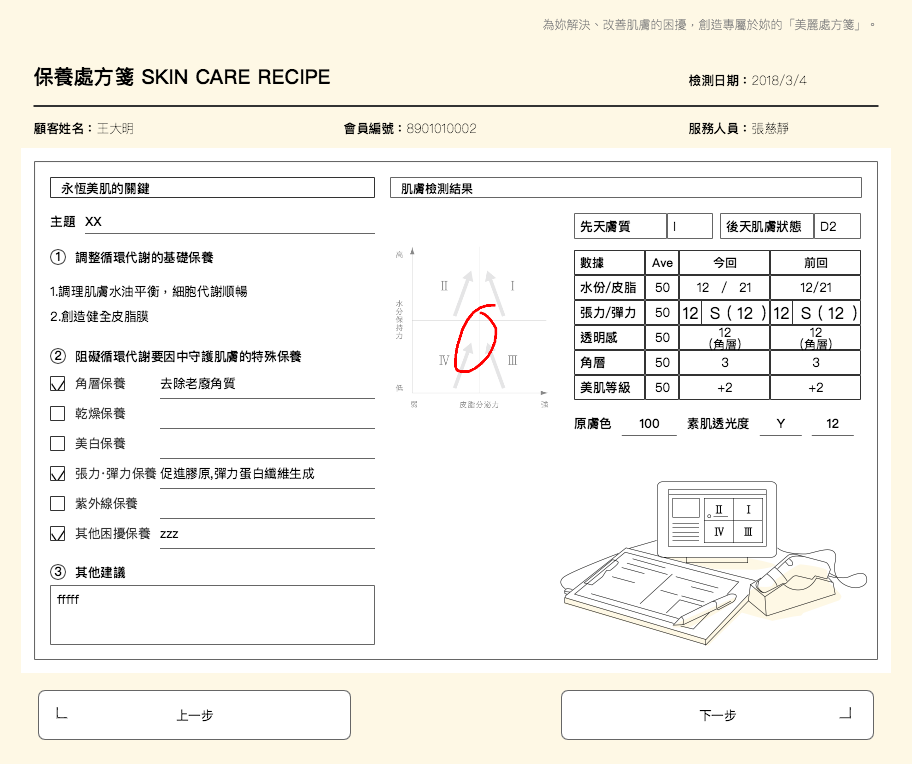 為妳解決、改善肌膚的困擾，創造專屬於妳的「美麗處方箋」。
保養處方箋 SKIN CARE RECIPE
檢測日期：2018/3/4
顧客姓名：王大明
會員編號：8901010002
服務人員：張慈靜
永恆美肌的關鍵
主題 XX
① 調整循環代謝的基礎保養
1.調理肌膚水油平衡，細胞代謝順暢
2.創造健全皮脂膜
② 阻礙循環代謝要因中守護肌膚的特殊保養
角層保養 去除老廢角質
乾燥保養
美白保養
張力·彈力保養 促進膠原,彈力蛋白纖維生成
紫外線保養
其他困擾保養 zzz
③ 其他建議
fffff
肌膚檢測結果
高
水分保持力
低
II I
IV III
弱 皮脂分泌力 強
先天膚質 I 後天肌膚狀態 D2
數據 Ave 今回 前回
水份/皮脂 50 12 / 21 12/21
張力/彈力 50 12 S ( 12 ) 12 S ( 12 )
透明感 50 12 (角層) 12 (角層)
角層 50 3 3
美肌等級 50 +2 +2
原膚色 100 素肌透光度 Y 12
II I
IV III
上一步
下一步